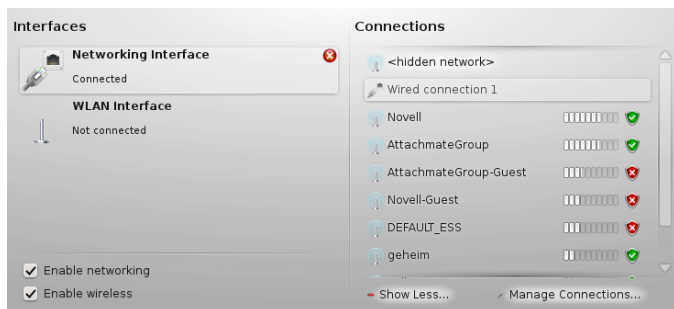 Interfaces
Networking Interface
Connected
WLAN Interface
Not connected
Enable networking
Enable wireless
Connections
<hidden network>
Wired connection 1
Novell
AttachmateGroup
AttachmateGroup-Guest
Novell-Guest
DEFAULT_ESS
geheim
Show Less...
Manage Connections...